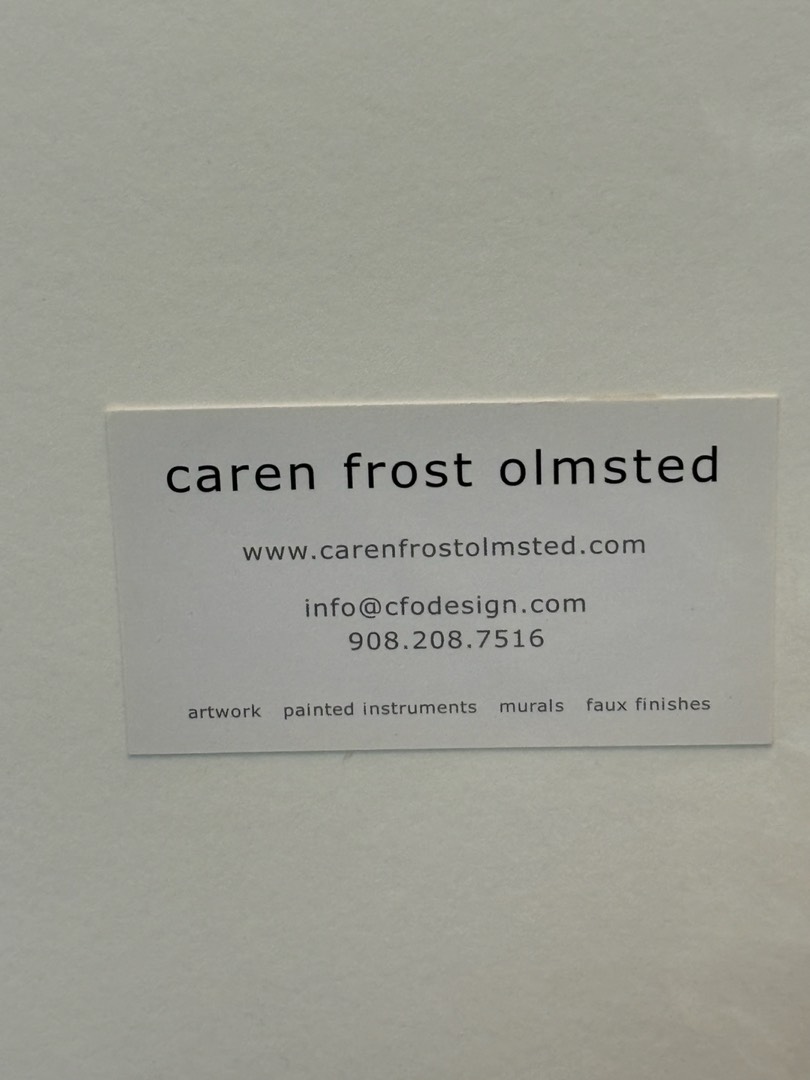 caren frost olmsted
www.carenfrostolmsted.com
info@cfodesign.com
908.208.7516
artwork painted instruments murals faux finishes